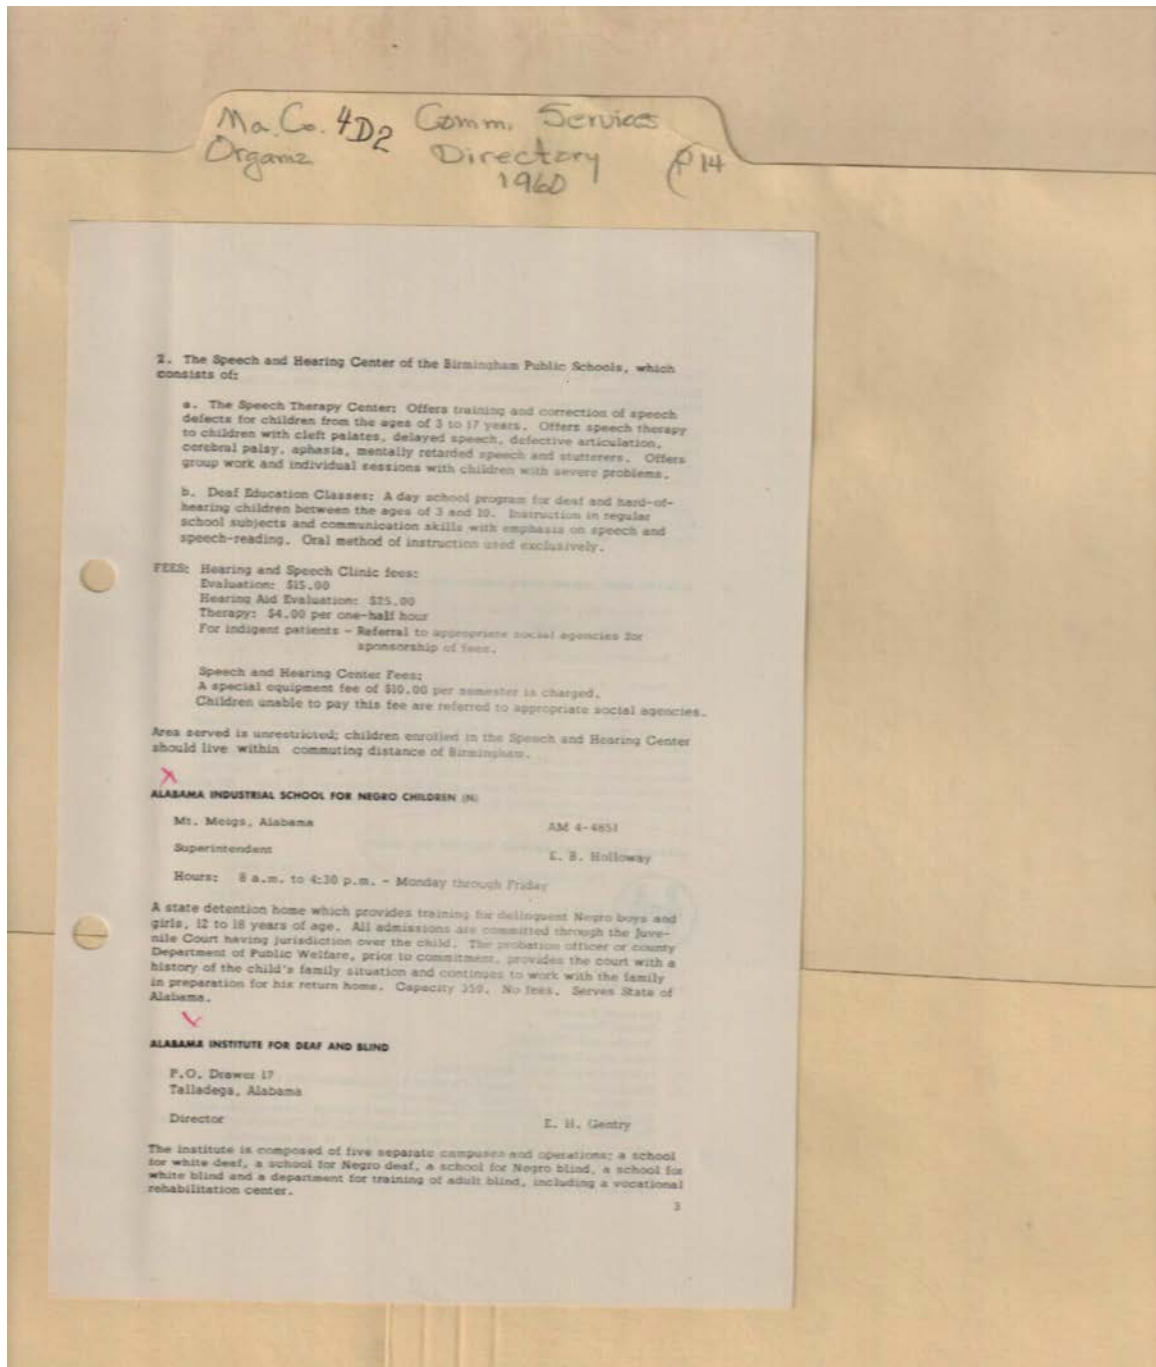 Ma. Co. 4D2 Comm. Services
Organz Directory P 14
1960
2. The Speech and Hearing Center of the Birmingham Public Schools, which
consists of:
a. The Speech Therapy Center: Offers training and correction of speech
defects for children from the ages of 3 to 17 years. Offers speech therapy
to children with cleft palates, delayed speech, defective articulation,
cerebral palsy, aphasia, mentally retarded speech and stutterers. Offers
group work and individual sessions with children with severe problems.
b. Deaf Education Classes: A day school program for deaf and hard-of-
hearing children between the ages of 3 and 10. Instruction in regular
school subjects and communication skills with emphasis on speech and
speech-reading. Oral method of instruction used exclusively.
FEES: Hearing and Speech Clinic fees:
Evaluation: $15.00
Hearing Aid Evaluation: $25.00
Therapy: $4.00 per one-half hour
For indigent patients - Referral to appropriate social agencies for
sponsorship of fees.
Speech and Hearing Center Fees:
A special equipment fee of $10.00 per semester is charged.
Children unable to pay this fee are referred to appropriate social agencies.
Area served is unrestricted; children enrolled in the Speech and Hearing Center
should live within commuting distance of Birmingham.
ALABAMA INDUSTRIAL SCHOOL FOR NEGRO CHILDREN (N)
Mt. Meigs, Alabama AM 4-4851
Superintendent E. B. Holloway
Hours: 8 a.m. to 4:30 p.m. - Monday through Friday
A state detention home which provides training for delinquent Negro boys and
girls, 12 to 18 years of age. All admissions are committed through the Juve-
nile Court having jurisdiction over the child. The probation officer or county
Department of Public Welfare, prior to commitment, provides the court with a
history of the child's family situation and continues to work with the family
in preparation for his return home. Capacity 350. No fees. Serves State of
Alabama.
ALABAMA INSTITUTE FOR DEAF AND BLIND
P.O. Drawer 17
Talladega, Alabama
Director E. H. Gentry
The institute is composed of five separate campuses and operations: a school
for white deaf, a school for Negro deaf, a school for Negro blind, a school for
white blind and a department for training of adult blind, including a vocational
rehabilitation center.
3